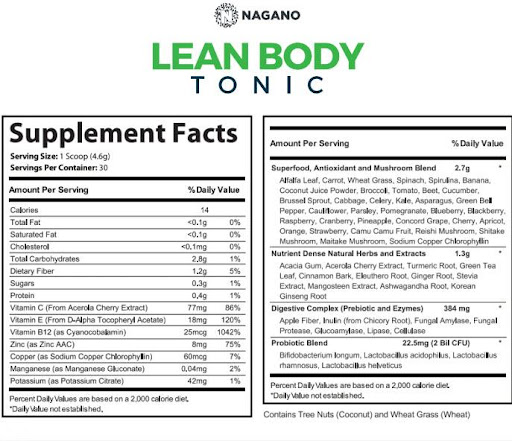 NAGANO
LEAN BODY
TONIC
Supplement Facts
Serving Size: 1 Scoop (4.6g)
Servings Per Container: 30
Amount Per Serving %Daily Value
Calories 14
Total Fat <0.1g 0%
Saturated Fat <0.1g 0%
Cholesterol <0.1mg 0%
Total Carbohydrates 2,8g 1%
Dietary Fiber 1.2g 5%
Sugars 0.3g 1%
Protein 0,4g 1%
Vitamin C (From Acerola Cherry Extract) 77mg 86%
Vitamin E (From D-Alpha Tocopheryl Acetate) 18mg 120%
Vitamin B12 (as Cyanocobalamin) 25mcg 1042%
Zinc (as Zinc AAC) 8mg 75%
Copper (as Sodium Copper Chlorophyllin) 60mcg 7%
Manganese (as Manganese Gluconate) 0,04mg 2%
Potassium (as Potassium Citrate) 42mg 1%
Percent Daily Values are based on a 2,000 calorie diet.
*Daily Value not established.
Amount Per Serving %Daily Value
Superfood, Antioxidant and Mushroom Blend 2.7g *
Alfalfa Leaf, Carrot, Wheat Grass, Spinach, Spirulina, Banana,
Coconut Juice Powder, Broccoli, Tomato, Beet, Cucumber,
Brussel Sprout, Cabbage, Celery, Kale, Asparagus, Green Bell
Pepper, Cauliflower, Parsley, Pomegranate, Blueberry, Blackberry,
Raspberry, Cranberry, Pineapple, Concord Grape, Cherry, Apricot,
Orange, Strawberry, Camu Camu Fruit, Reishi Mushroom, Shiitake
Mushroom, Maitake Mushroom, Sodium Copper Chlorophyllin
Nutrient Dense Natural Herbs and Extracts 1.3g *
Acacia Gum, Acerola Cherry Extract, Turmeric Root, Green Tea
Leaf, Cinnamon Bark, Eleuthero Root, Ginger Root, Stevia
Extract, Mangosteen Extract, Ashwagandha Root, Korean
Ginseng Root
Digestive Complex (Prebiotic and Ezymes) 384 mg *
Apple Fiber, Inulin (from Chicory Root), Fungal Amylase, Fungal
Protease, Glucoamylase, Lipase, Cellulase
Probiotic Blend 22.5mg (2 Bil CFU) *
Bifidobacterium longum, Lactobacillus acidophilus, Lactobacillus
rhamnosus, Lactobacillus helveticus
Percent Daily Values are based on a 2,000 calorie diet.
*Daily Value not established.
Contains Tree Nuts (Coconut) and Wheat Grass (Wheat)